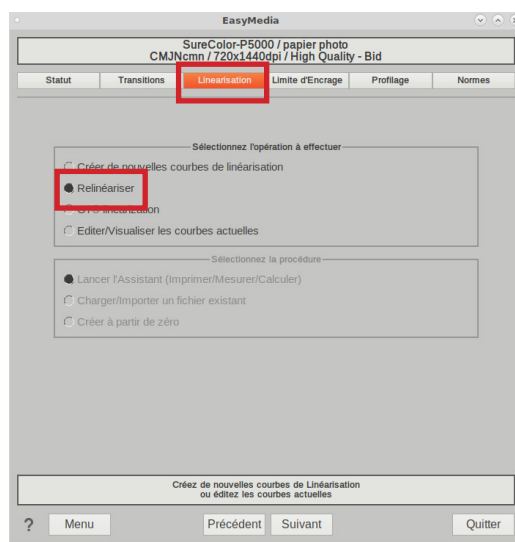 EasyMedia
SureColor-P5000 / papier photo
CMJNcmn / 720x1440dpi / High Quality - Bid
Statut Transitions Linéarisation Limite d'Encrage Profilage Normes
Sélectionnez l'opération à effectuer
Créer de nouvelles courbes de linéarisation
Relinéariser
linearization
Editer/Visualiser les courbes actuelles
Sélectionnez la procédure
Lancer l'Assistant (Imprimer/Mesurer/Calculer)
Charger/Importer un fichier existant
Créer à partir de zéro
Créez de nouvelles courbes de Linéarisation
ou éditez les courbes actuelles
? Menu Précédent Suivant Quitter